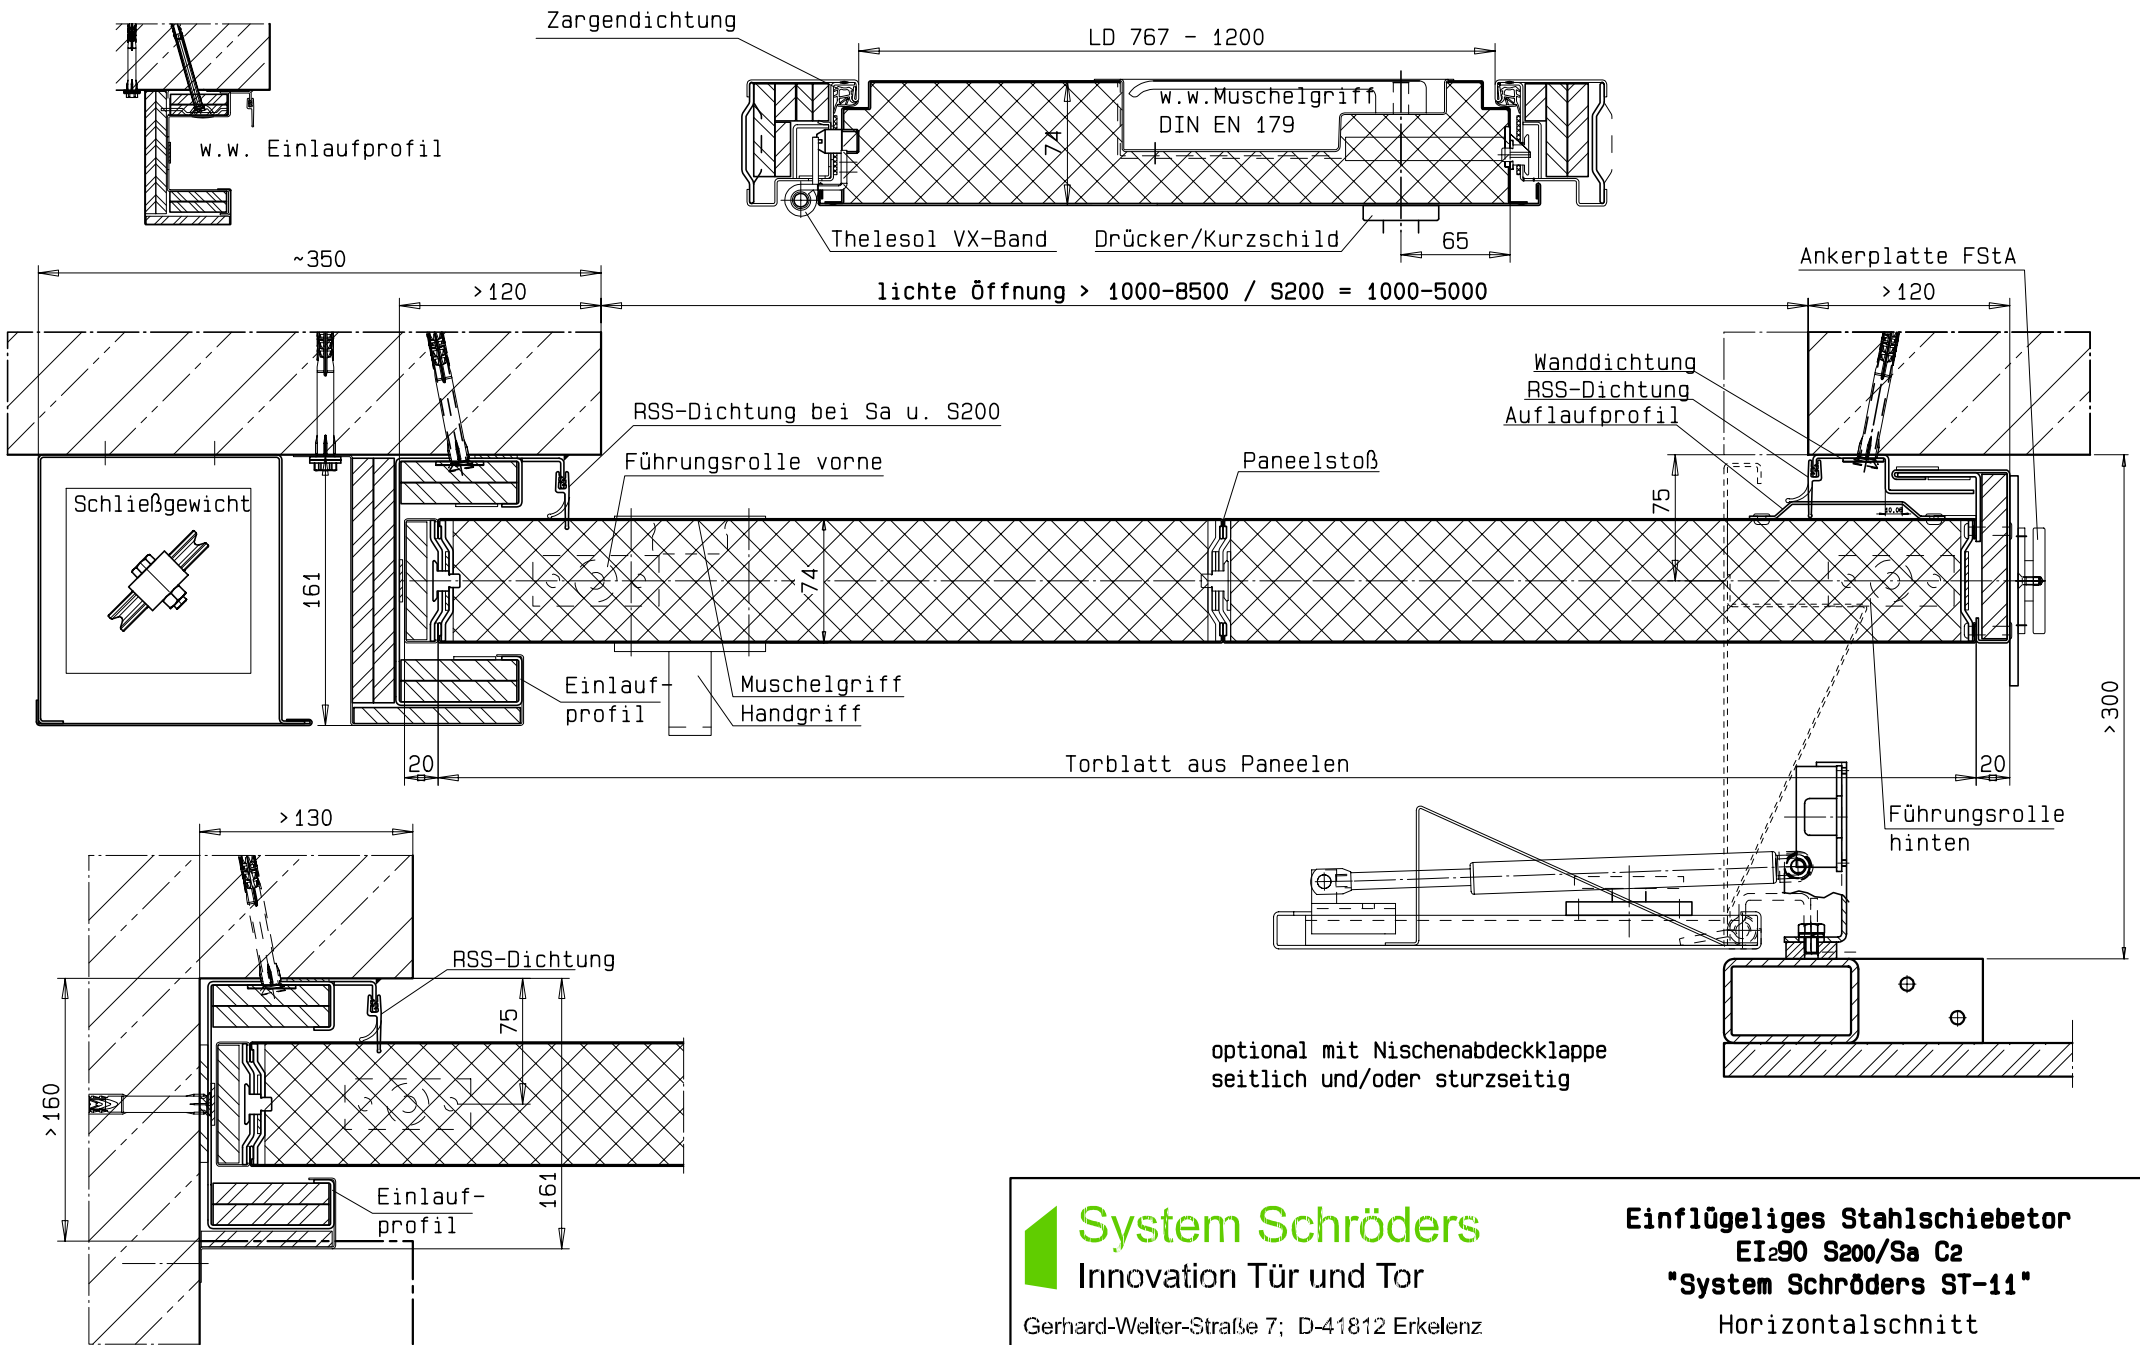 Zargendichtung
LD 767 - 1200
w.w.Muschelgriff
DIN EN 179
74
w.w. Einlaufprofil
Thelesol VX-Band
Drücker/Kurzschild
65
Ankerplatte FStA
~350
>120
lichte Öffnung > 1000-8500 / S200 = 1000-5000
>120
Wanddichtung
RSS-Dichtung
Auflaufprofil
RSS-Dichtung bei Sa u. S200
Führungsrolle vorne
Paneelstoß
Schließgewicht
75
10.06
161
74
Einlauf-
profil
Muschelgriff
Handgriff
>300
20
Torblatt aus Paneelen
20
Führungsrolle
hinten
>130
RSS-Dichtung
75
>160
161
Einlauf-
profil
optional mit Nischenabdeckklappe
seitlich und/oder sturzseitig
System Schröders
Innovation Tür und Tor
Gerhard-Welter-Straße 7; D-41812 Erkelenz
Einflügeliges Stahlschiebetor
EI290 S200/Sa C2
"System Schröders ST-11"
Horizontalschnitt